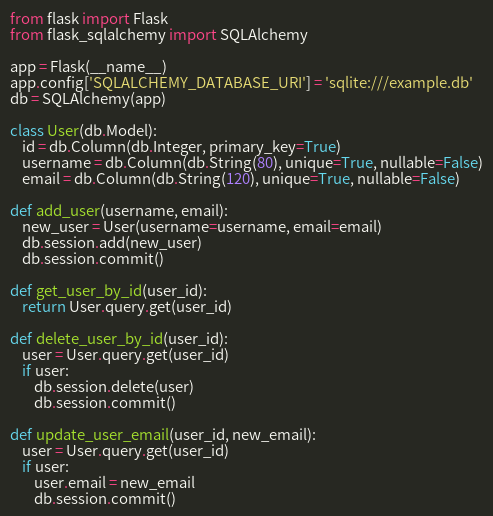 from flask import Flask
from flask_sqlalchemy import SQLAlchemy

app = Flask(__name__)
app.config['SQLALCHEMY_DATABASE_URI'] = 'sqlite:///example.db'
db = SQLAlchemy(app)

class User(db.Model):
    id = db.Column(db.Integer, primary_key=True)
    username = db.Column(db.String(80), unique=True, nullable=False)
    email = db.Column(db.String(120), unique=True, nullable=False)

def add_user(username, email):
    new_user = User(username=username, email=email)
    db.session.add(new_user)
    db.session.commit()

def get_user_by_id(user_id):
    return User.query.get(user_id)

def delete_user_by_id(user_id):
    user = User.query.get(user_id)
    if user:
        db.session.delete(user)
        db.session.commit()

def update_user_email(user_id, new_email):
    user = User.query.get(user_id)
    if user:
        user.email = new_email
        db.session.commit()